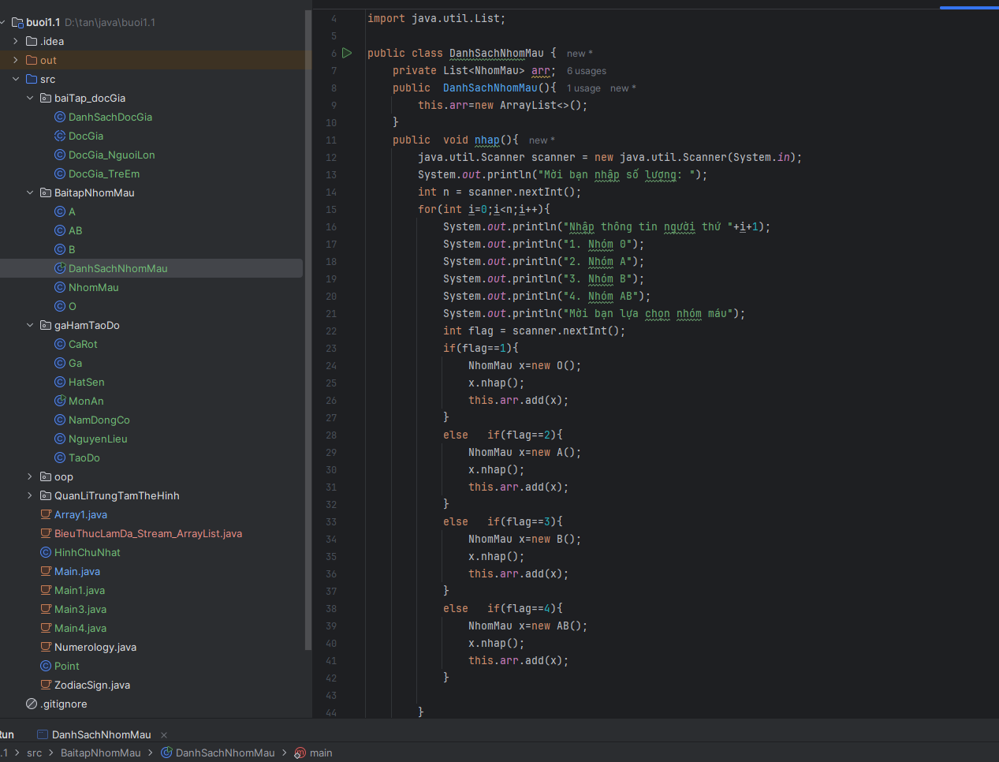 buoi1.1 D:\tan\java\buoi1.1
.idea
out
src
baiTap_docGia
DanhSachDocGia
DocGia
DocGia_NguoiLon
DocGia_TreEm
BaitapNhomMau
A
AB
B
DanhSachNhomMau
NhomMau
O
gaHamTaoDo
CaRot
Ga
HatSen
MonAn
NamDongCo
NguyenLieu
TaoDo
oop
QuanLiTrungTamTheHinh
Array1.java
BieuThucLamDa_Stream_ArrayList.java
HinhChuNhat
Main.java
Main1.java
Main3.java
Main4.java
Numerology.java
Point
ZodiacSign.java
.gitignore
4 import java.util.List;
5
6 public class DanhSachNhomMau { new *
7 private List<NhomMau> arr; 6 usages
8 public  DanhSachNhomMau(){ 1 usage new *
9 this.arr=new ArrayList<>();
10 }
11 public  void nhap(){ new *
12 java.util.Scanner scanner = new java.util.Scanner(System.in);
13 System.out.println("Mời bạn nhập số lượng: ");
14 int n = scanner.nextInt();
15 for(int i=0;i<n;i++){
16 System.out.println("Nhập thông tin người thứ "+i+1);
17 System.out.println("1. Nhóm O");
18 System.out.println("2. Nhóm A");
19 System.out.println("3. Nhóm B");
20 System.out.println("4. Nhóm AB");
21 System.out.println("Mời bạn lựa chọn nhóm máu");
22 int flag = scanner.nextInt();
23 if(flag==1){
24 NhomMau x=new O();
25 x.nhap();
26 this.arr.add(x);
27 }
28 else   if(flag==2){
29 NhomMau x=new A();
30 x.nhap();
31 this.arr.add(x);
32 }
33 else   if(flag==3){
34 NhomMau x=new B();
35 x.nhap();
36 this.arr.add(x);
37 }
38 else   if(flag==4){
39 NhomMau x=new AB();
40 x.nhap();
41 this.arr.add(x);
42 }
43
44 }
Run DanhSachNhomMau ×
.1 > src > BaitapNhomMau > DanhSachNhomMau > main